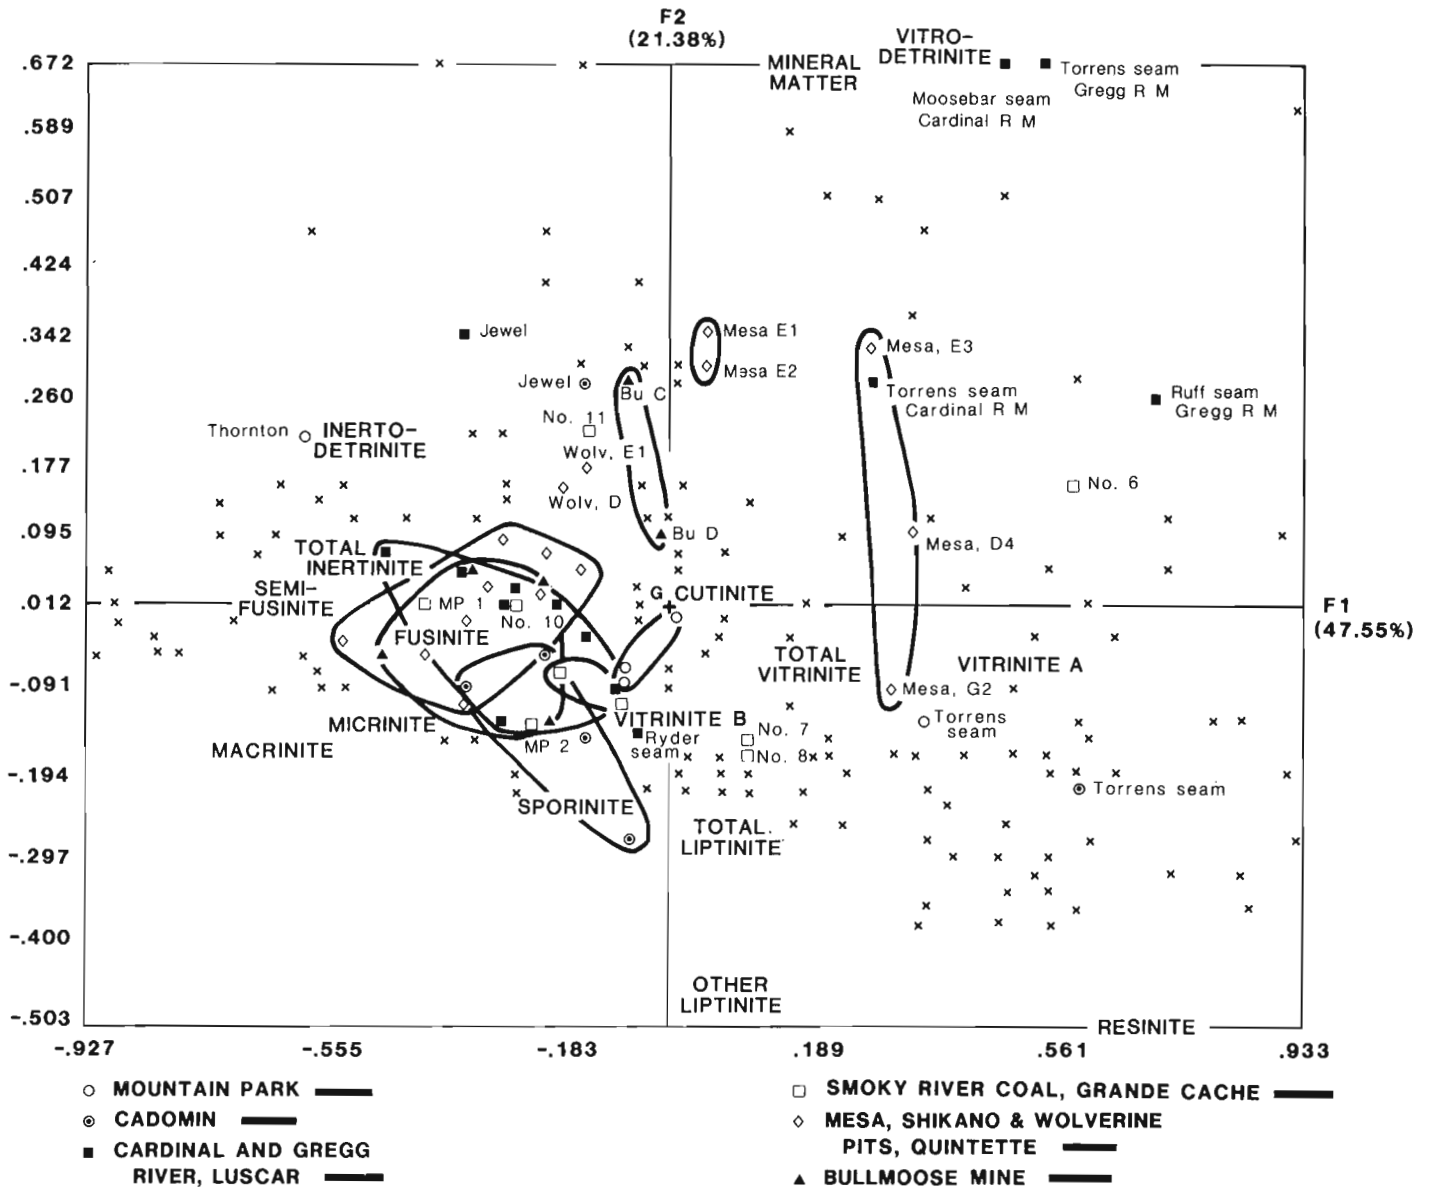 F2
(21.38%)
.672
.589
.507
.424
.342
.260
.177
.095
.012
-.091
-.194
-.297
-.400
-.503
MINERAL
MATTER
VITRO-
DETRINITE
Torrens seam
Gregg R M
Moosebar seam
Cardinal R M
Jewel
Mesa E1
Mesa E2
Mesa, E3
Torrens seam
Cardinal R M
Ruff seam
Gregg R M
Jewel
Bu C
No. 11
Thornton
INERTO-
DETRINITE
Wolv, E1
Wolv, D
No. 6
Bu D
Mesa, D4
TOTAL
INERTINITE
SEMI-
FUSINITE
MP 1
No. 10
G
CUTINITE
F1
(47.55%)
FUSINITE
TOTAL
VITRINITE
VITRINITE A
Mesa, G2
MICRINITE
MACRINITE
MP 2
VITRINITE B
Ryder
seam
No. 7
No. 8
Torrens
seam
Torrens seam
SPORINITE
TOTAL.
LIPTINITE
OTHER
LIPTINITE
RESINITE
-.927
-.555
-.183
.189
.561
.933
MOUNTAIN PARK
CADOMIN
CARDINAL AND GREGG
RIVER, LUSCAR
SMOKY RIVER COAL, GRANDE CACHE
MESA, SHIKANO & WOLVERINE
PITS, QUINTETTE
BULLMOOSE MINE